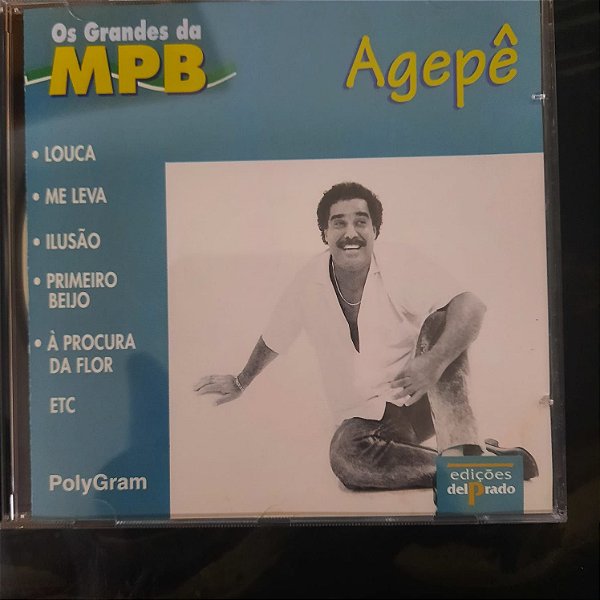 Os Grandes da
MPB
Agepê
• LOUCA
• ME LEVA
• ILUSÃO
• PRIMEIRO
BEIJO
• À PROCURA
DA FLOR
ETC
PolyGram
edições
delPrado